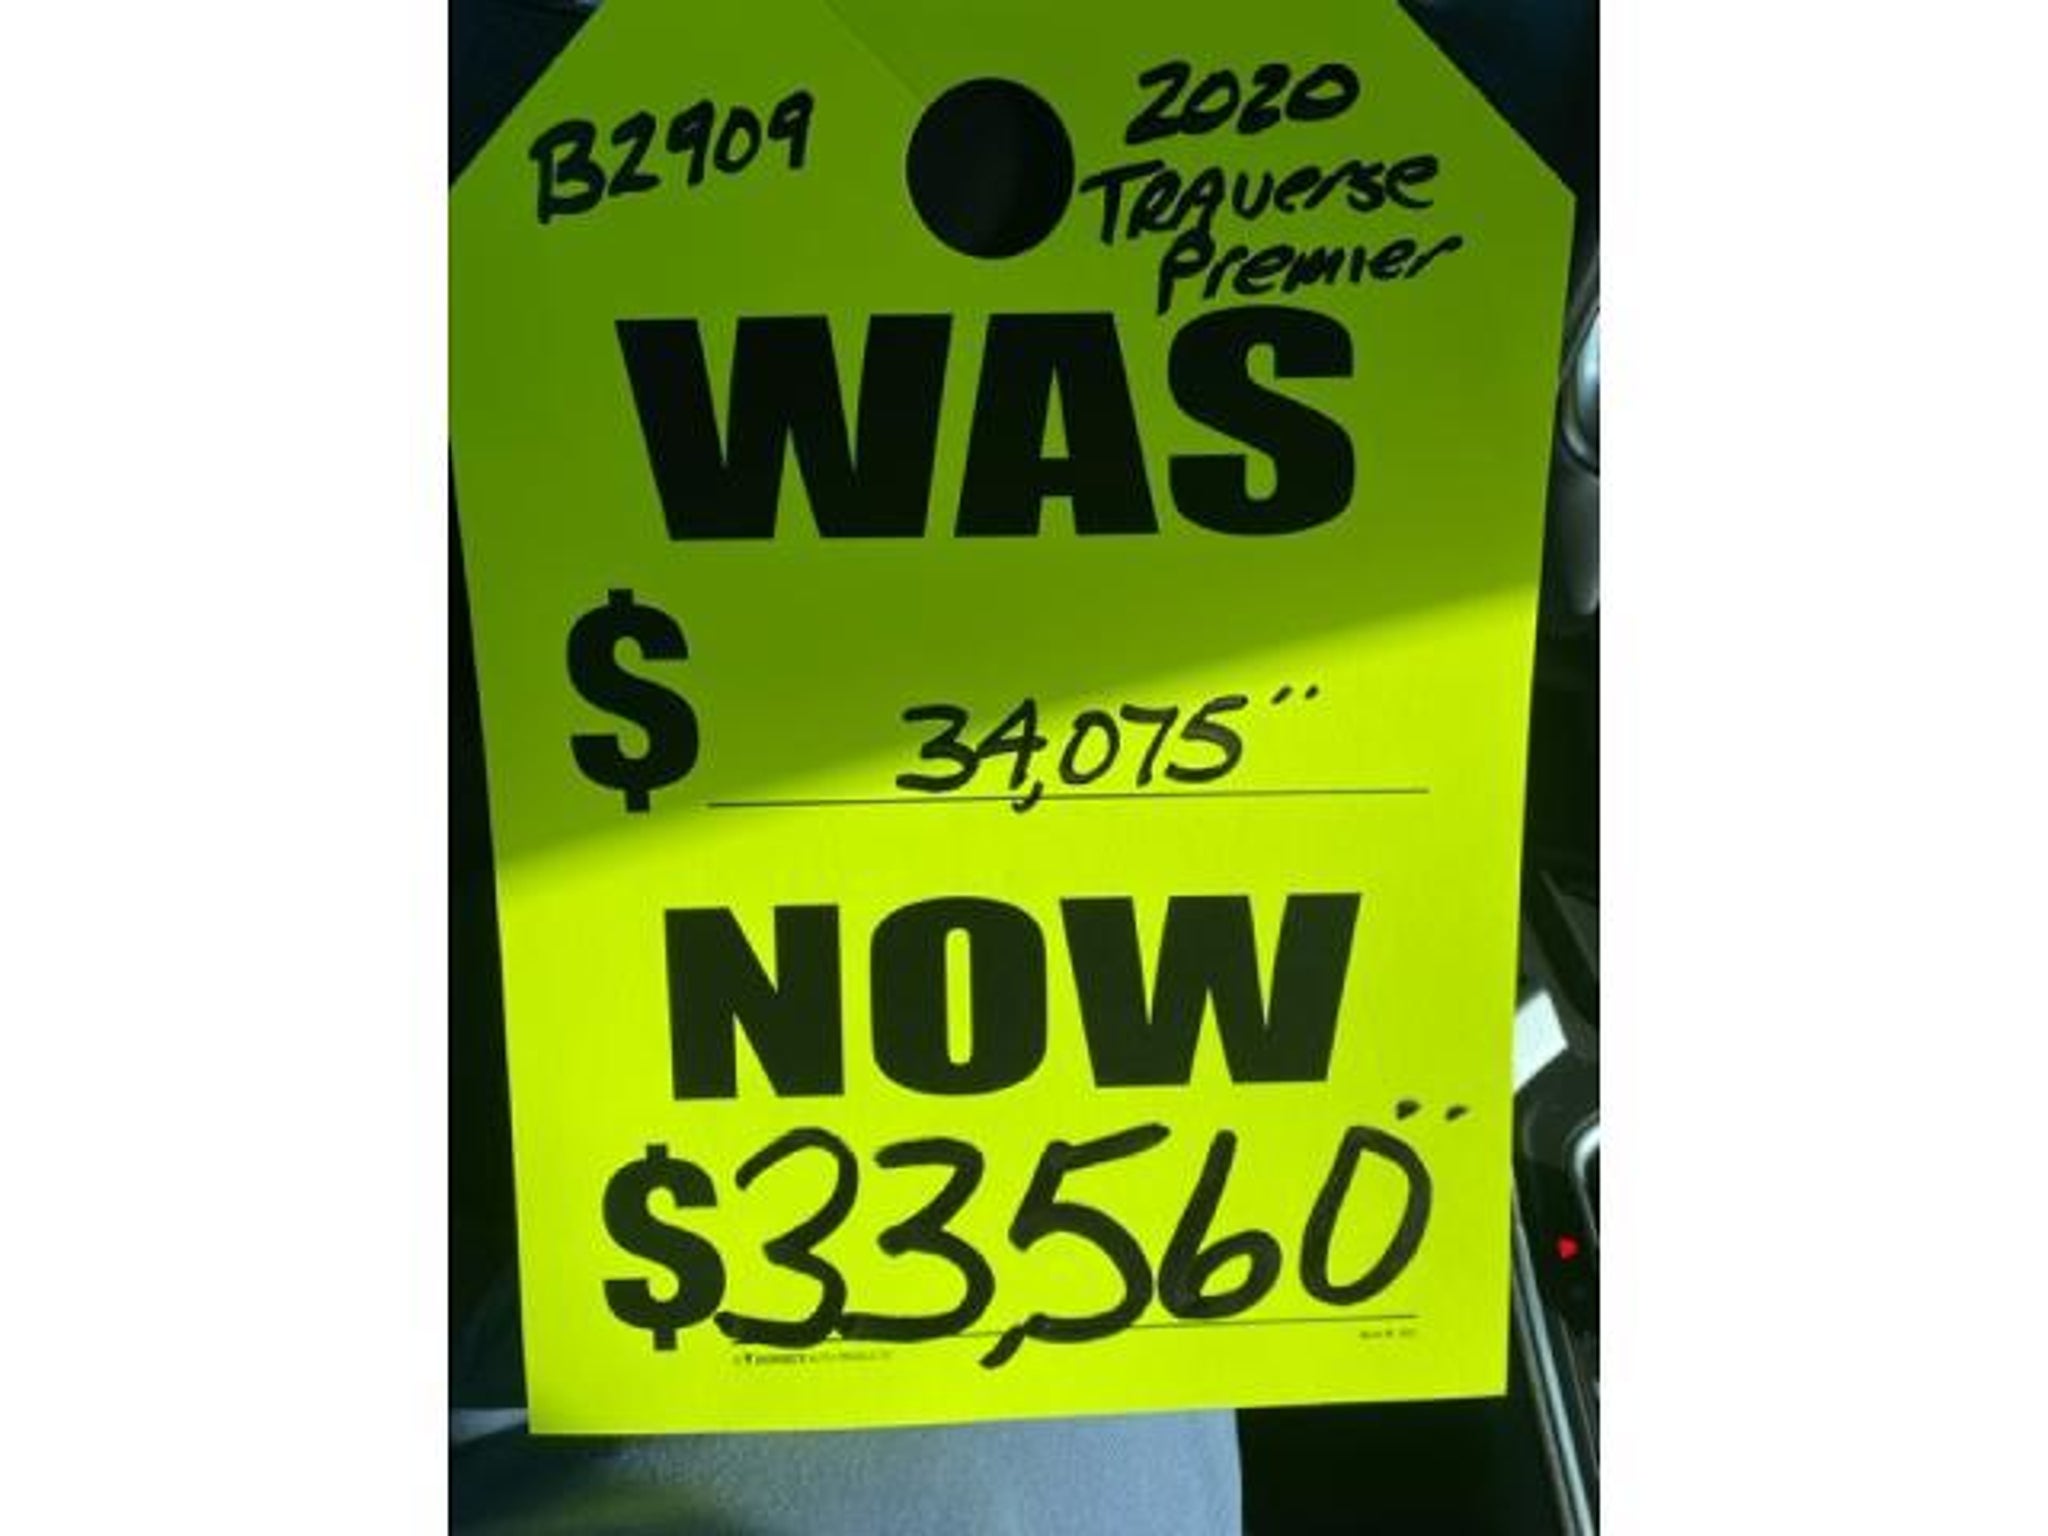 B2909
2020
TRAverse
Premier
WAS
$ 34,075
NOW
$33,560